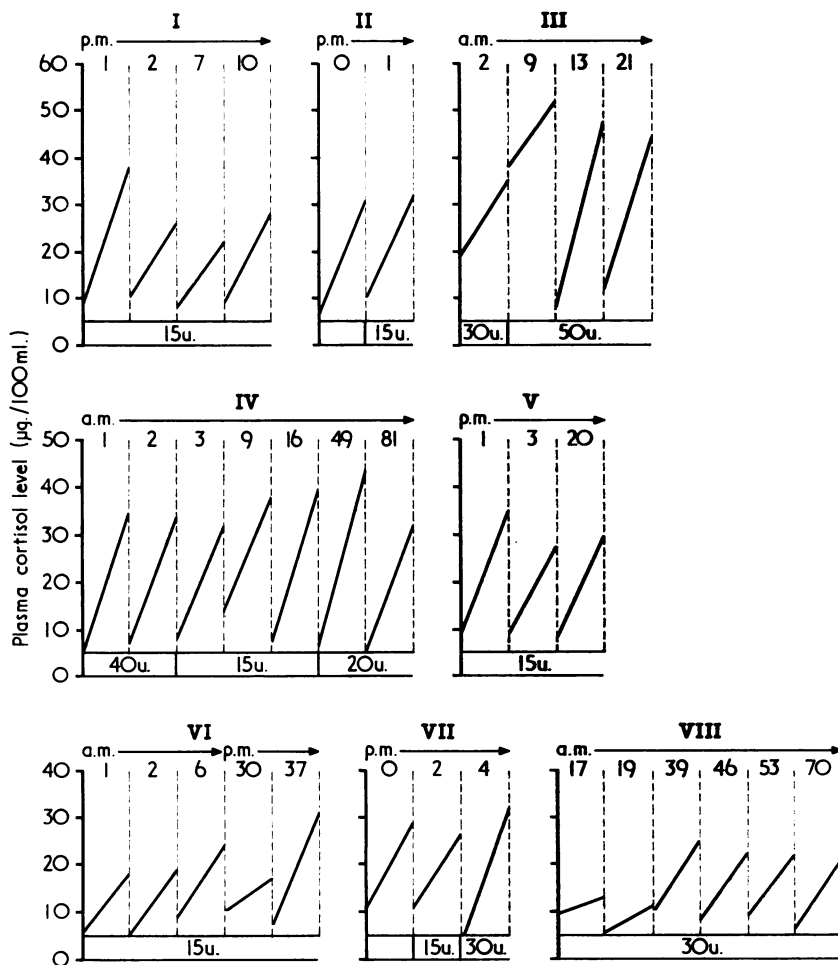 Plasma cortisol level (µg./100ml.)
I
p.m.
1 2 7 10
60
50
40
30
20
10
0
15u.
II
p.m.
0 1
15u.
III
a.m.
2 9 13 21
30u. 50u.
IV
a.m.
1 2 3 9 16 49 81
50
40
30
20
10
0
40u. 15u. 20u.
V
p.m.
1 3 20
15u.
VI
a.m. p.m.
1 2 6 30 37
40
30
20
10
0
15u.
VII
p.m.
0 2 4
15u. 30u.
VIII
a.m.
17 19 39 46 53 70
30u.